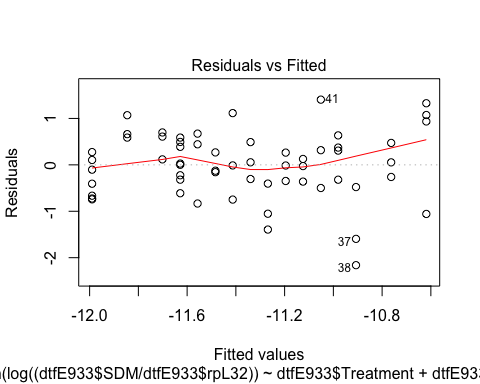 Residuals vs Fitted
Residuals
1
0
-1
-2
41
37
38
-12.0 -11.6 -11.2 -10.8
Fitted values
(log((dtfE933$SDM/dtfE933$rpL32)) ~ dtfE933$Treatment + dtfE933